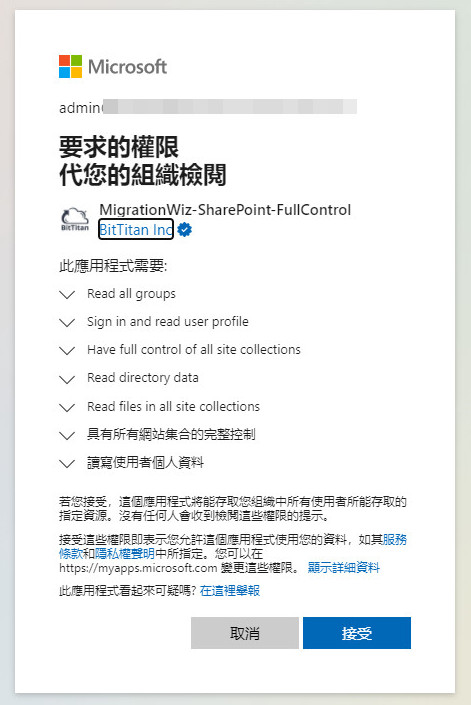 Microsoft
admin
要求的權限
代您的組織檢閱
MigrationWiz-SharePoint-FullControl
BitTitan
BitTitan Inc
此應用程式需要:
Read all groups
Sign in and read user profile
Have full control of all site collections
Read directory data
Read files in all site collections
具有所有網站集合的完整控制
讀寫使用者個人資料
若您接受，這個應用程式將能存取您組織中所有使用者所能存取的
指定資源。沒有任何人會收到檢閱這些權限的提示。
接受這些權限即表示您允許這個應用程式使用您的資料，如其服務
條款和隱私權聲明中所指定。您可以在
https://myapps.microsoft.com 變更這些權限。 顯示詳細資料
此應用程式看起來可疑嗎? 在這裡舉報
取消
接受